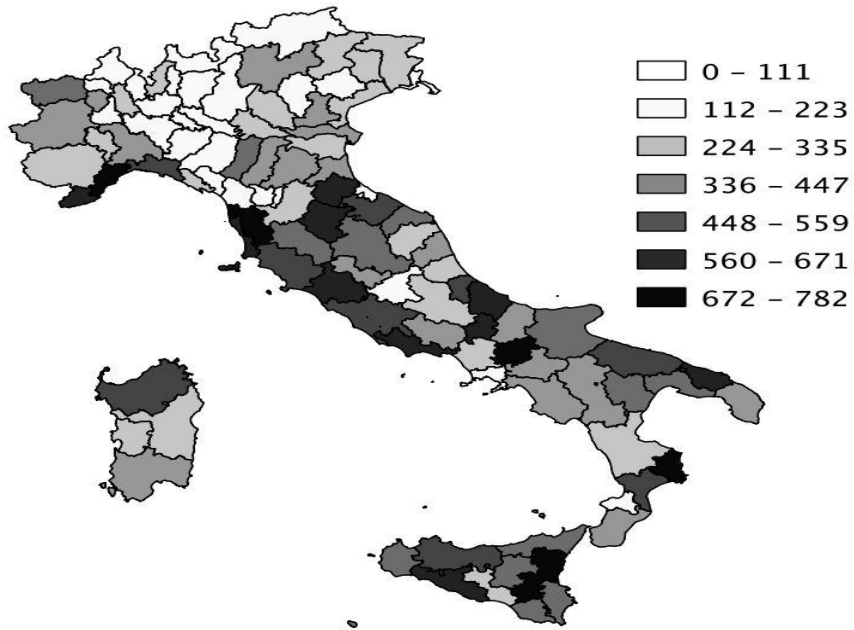 0 – 111
112 – 223
224 – 335
336 – 447
448 – 559
560 – 671
672 – 782